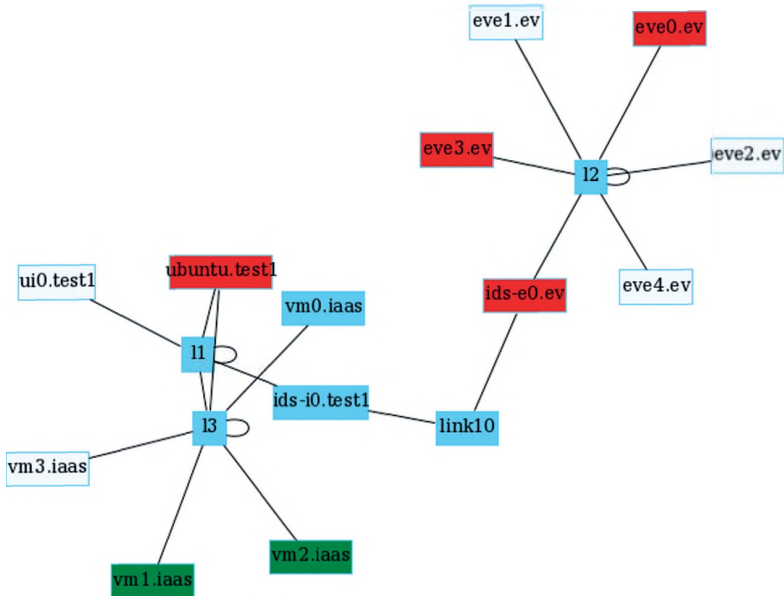 eve1.ev
eve0.ev
eve3.ev
eve2.ev
l2
ubuntu.test1
ui0.test1
eve4.ev
ids-e0.ev
vm0.iaas
l1
ids-i0.test1
l3
link10
vm3.iaas
vm2.iaas
vm1.iaas